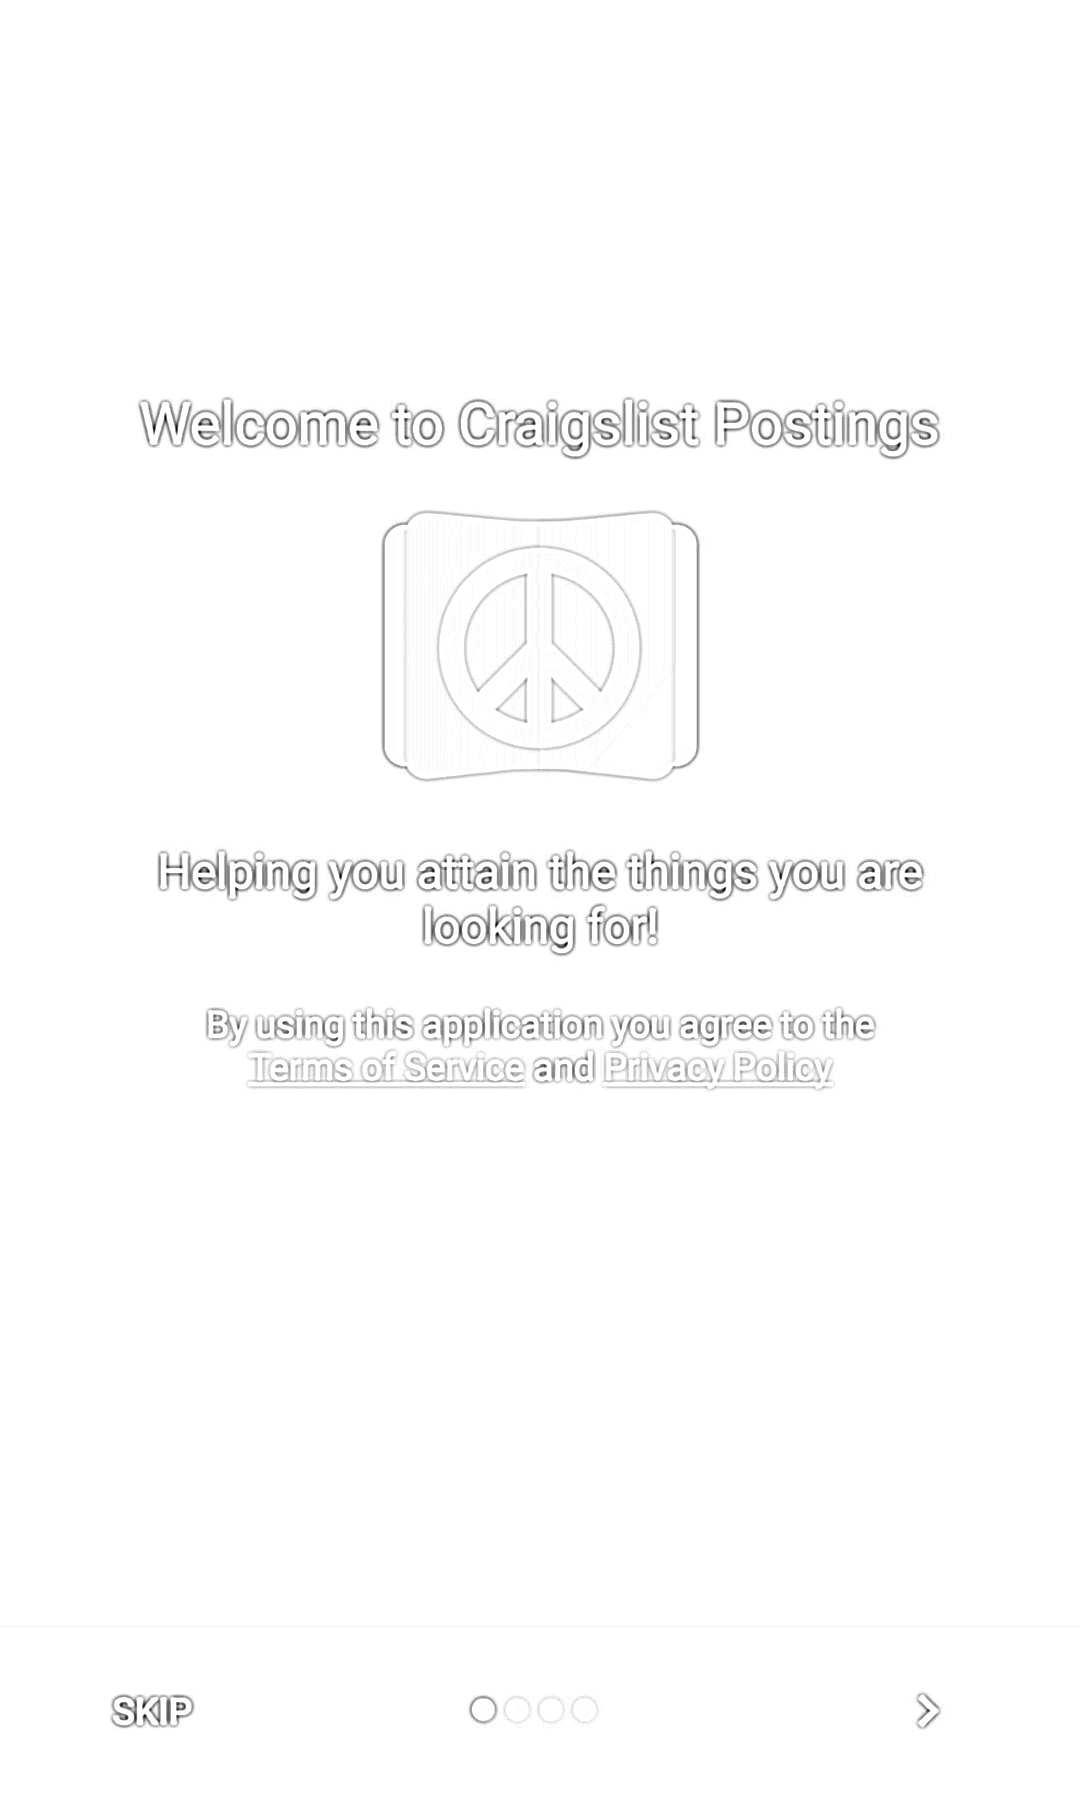 Welcome to Craigslist Postings
Helping you attain the things you are
looking for!
By using this application you agree to the
Terms of Service and Privacy Policy
SKIP